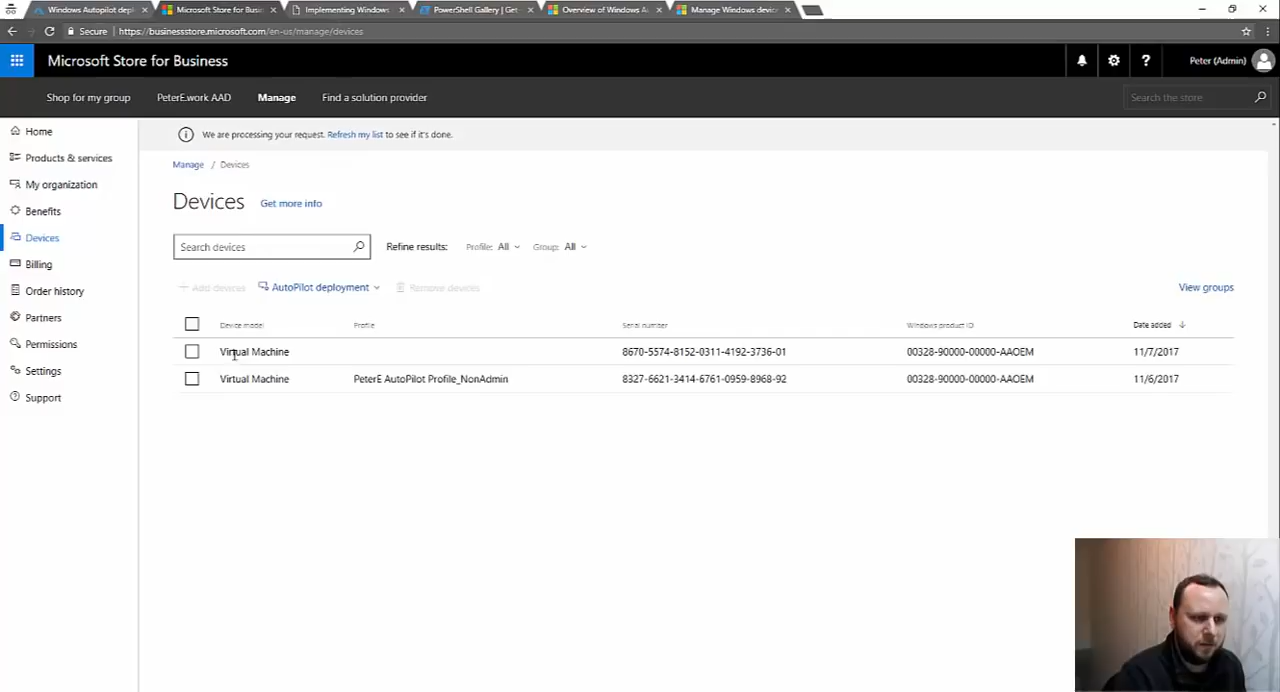 Windows Autopilot depl
Microsoft Store for Busin
Implementing Windows
PowerShell Gallery | Get
Overview of Windows A
Manage Windows devic
Secure
https://businessstore.microsoft.com/en-us/manage/devices
Microsoft Store for Business
?
Peter (Admin)
Shop for my group
PeterE.work AAD
Manage
Find a solution provider
Search the store
Home
Products & services
My organization
Benefits
Devices
Billing
Order history
Partners
Permissions
Settings
Support
We are processing your request. Refresh my list to see if it's done.
Manage / Devices
Devices Get more info
Search devices
Refine results: Profile: All Group: All
+ Add devices
AutoPilot deployment
Remove devices
View groups
Device model Profile Serial number Windows product ID Date added
Virtual Machine 8670-5574-8152-0311-4192-3736-01 00328-90000-00000-AAOEM 11/7/2017
Virtual Machine PeterE AutoPilot Profile_NonAdmin 8327-6621-3414-6761-0959-8968-92 00328-90000-00000-AAOEM 11/6/2017